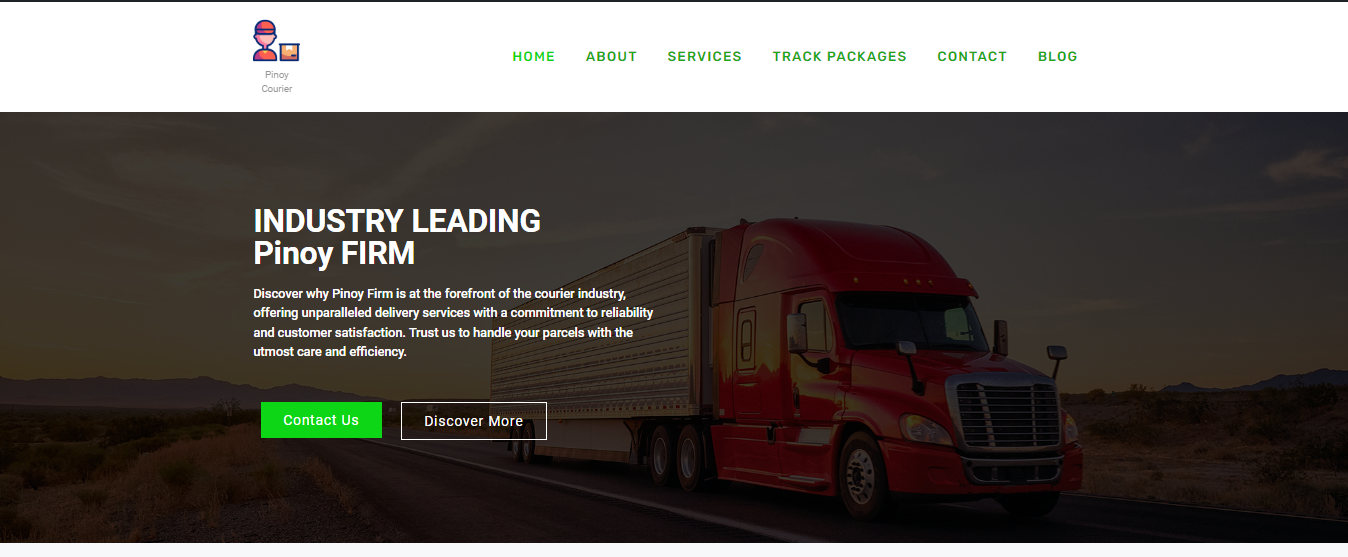 Pinoy
Courier
HOME ABOUT SERVICES TRACK PACKAGES CONTACT BLOG
INDUSTRY LEADING
Pinoy FIRM
Discover why Pinoy Firm is at the forefront of the courier industry,
offering unparalleled delivery services with a commitment to reliability
and customer satisfaction. Trust us to handle your parcels with the
utmost care and efficiency.
Contact Us Discover More